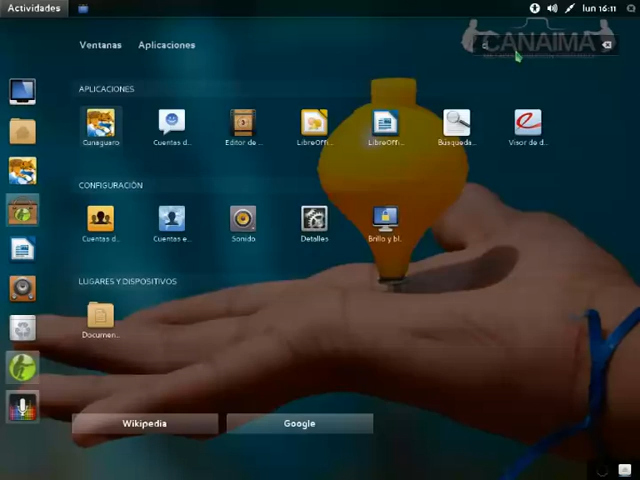 Actividades
lun 16:11
Ventanas Aplicaciones
CANAIMA
APLICACIONES
Cunaguaro
Cuentas d...
Editor de ...
LibreOffi...
LibreOffi...
Búsqueda...
Visor de d...
CONFIGURACIÓN
Cuentas d...
Cuentas e...
Sonido
Detalles
Brillo y bl...
LUGARES Y DISPOSITIVOS
Documen...
Wikipedia
Google